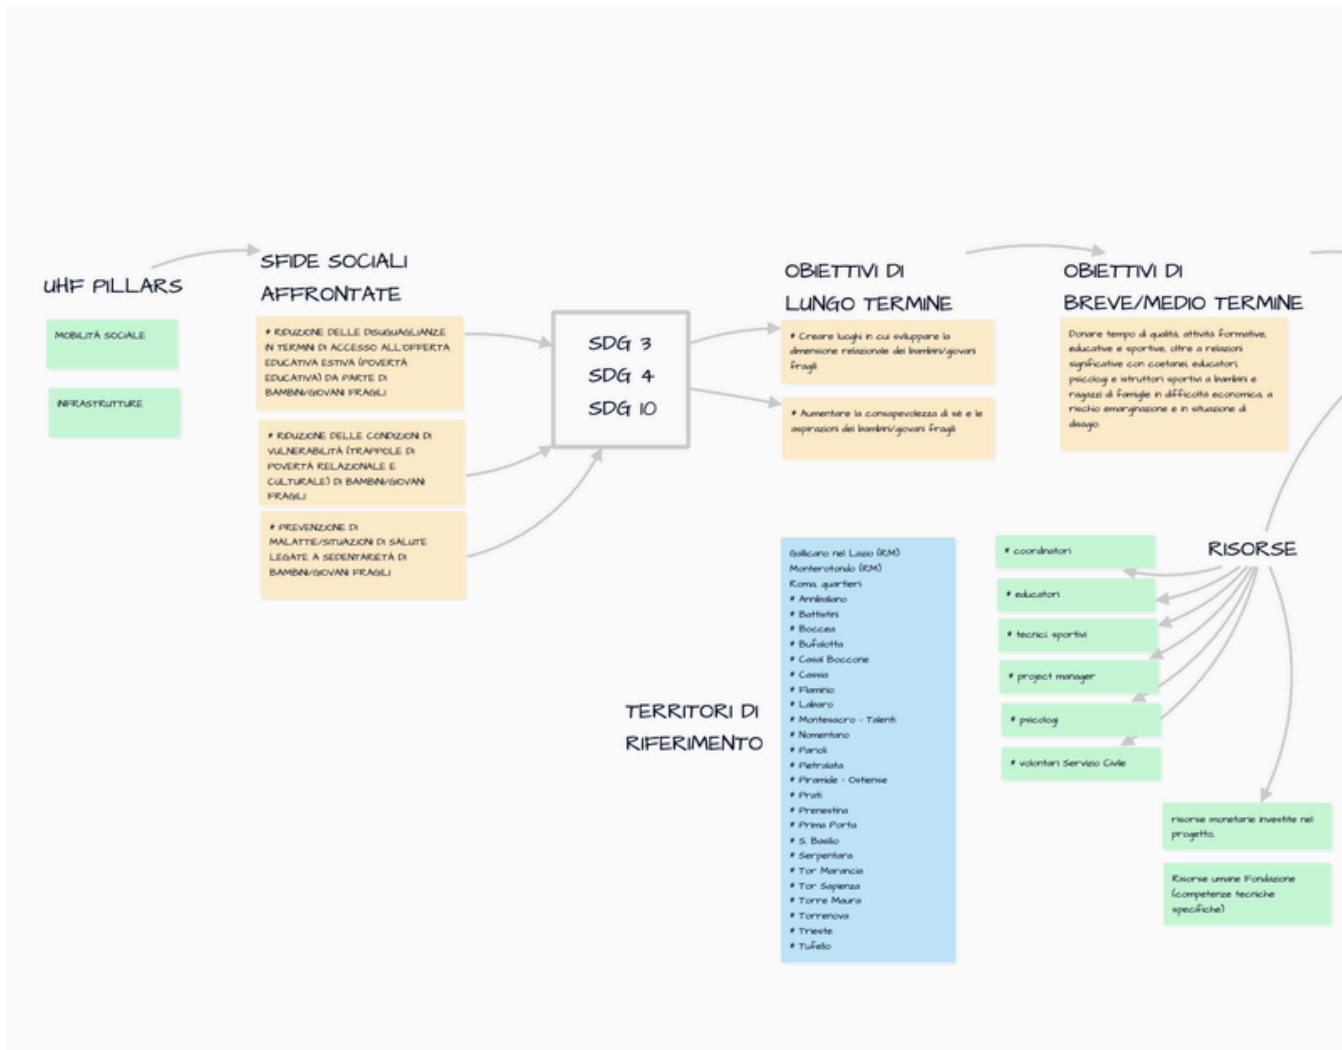 UHF PILLARS
MOBILITÀ SOCIALE
INFRASTRUTTURE
SFIDE SOCIALI
AFFRONTATE
# RIDUZIONE DELLE DISUGUAGLIANZE
IN TERMINI DI ACCESSO ALL'OFFERTA
EDUCATIVA ESTIVA (POVERTÀ
EDUCATIVA) DA PARTE DI
BAMBINI/GIOVANI FRAGILI
# RIDUZIONE DELLE CONDIZIONI DI
VULNERABILITÀ (TRAPPOLE DI
POVERTÀ RELAZIONALE E
CULTURALE) DI BAMBINI/GIOVANI
FRAGILI
# PREVENZIONE DI
MALATTE/SITUAZIONI DI SALUTE
LEGATE A SEDENTARIETÀ DI
BAMBINI/GIOVANI FRAGILI
SDG 3
SDG 4
SDG 10
OBIETTIVI DI
LUNGO TERMINE
# Creare luoghi in cui sviluppare la
dimensione relazionale dei bambini/giovani
fragili
# Aumentare la consapevolezza di sè e le
aspirazioni dei bambini/giovani fragili
OBIETTIVI DI
BREVE/MEDIO TERMINE
Donare tempo di qualità, attività formative,
educative e sportive, oltre a relazioni
significative con coetanei, educatori,
psicologi e istruttori sportivi a bambini e
ragazzi di famiglie in difficoltà economica, a
rischio emarginazione e in situazione di
disagio.
TERRITORI DI
RIFERIMENTO
Gallicano nel Lazio (RM)
Monterotondo (RM)
Roma, quartieri
# Annibaliano
# Battistini
# Boccea
# Bufalotta
# Casal Boccone
# Cassia
# Flaminio
# Labaro
# Montesacro - Talenti
# Nomentano
# Parioli
# Pietralata
# Piramide - Ostiense
# Prati
# Prenestina
# Prima Porta
# S. Basilio
# Serpentara
# Tor Marancia
# Tor Sapienza
# Torre Maura
# Torrenova
# Trieste
# Tufello
RISORSE
# coordinatori
# educatori
# tecnici sportivi
# project manager
# psicologi
# volontari Servizio Civile
risorse monetarie investite nel
progetto,
Risorse umane Fondazione
(competenze tecniche
specifiche)